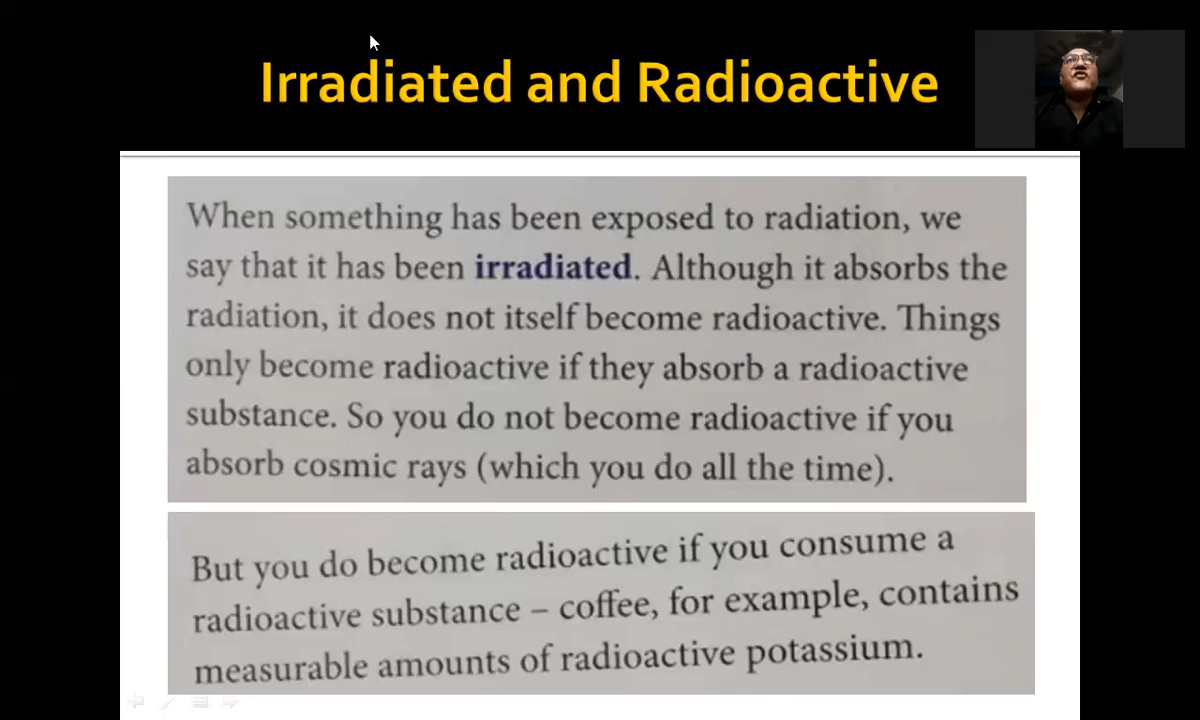 Irradiated and Radioactive
When something has been exposed to radiation, we
say that it has been irradiated. Although it absorbs the
radiation, it does not itself become radioactive. Things
only become radioactive if they absorb a radioactive
substance. So you do not become radioactive if you
absorb cosmic rays (which you do all the time).
But you do become radioactive if you consume a
radioactive substance – coffee, for example, contains
measurable amounts of radioactive potassium.